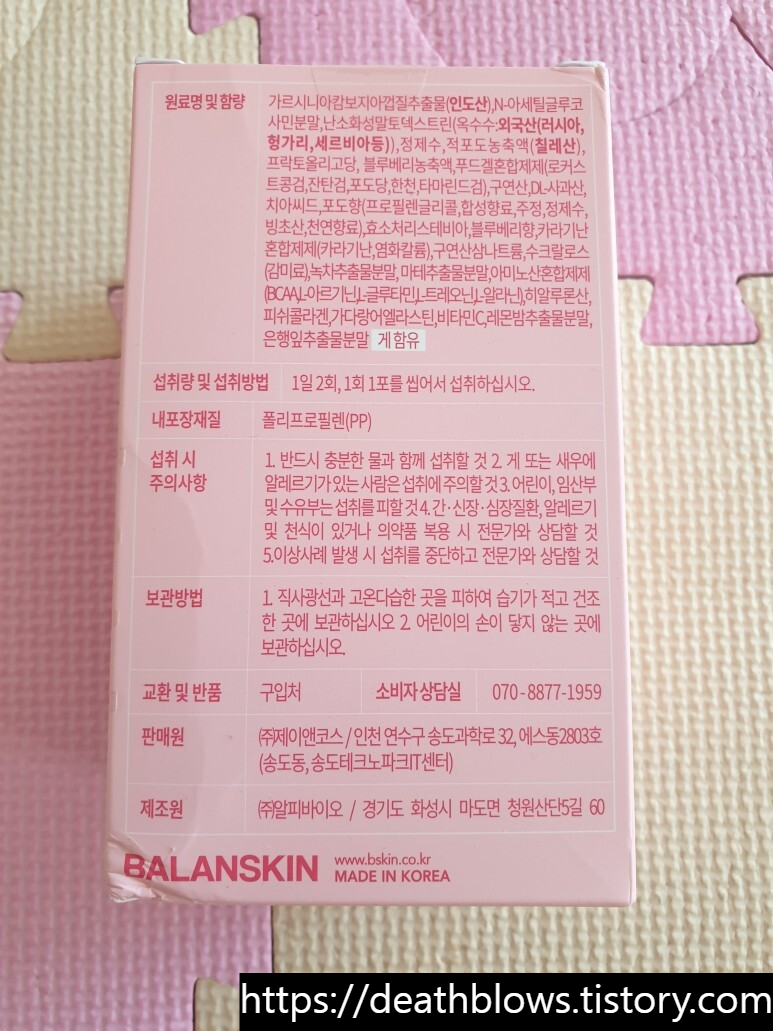 원료명 및 함량
가르시니아캄보지아껍질추출물(인도산),N-아세틸글루코
사민분말,난소화성말토덱스트린(옥수수:외국산(러시아,
헝가리,세르비아등)),정제수,적포도농축액(칠레산),
프락토올리고당, 블루베리농축액,푸드겔혼합제제(로커스
트콩검,잔탄검,포도당,한천,타마린드검),구연산,DL-사과산,
치아씨드,포도향(프로필렌글리콜,합성향료,주정,정제수,
빙초산,천연향료),효소처리스테비아,블루베리향,카라기난
혼합제제(카라기난,염화칼륨),구연산삼나트륨,수크랄로스
(감미료),녹차추출물분말,마테추출물분말,아미노산혼합제제
(BCAA,L-아르기닌,L-글루타민,L-트레오닌,L-알라닌),히알루론산,
피쉬콜라겐,가다랑어엘라스틴,비타민C,레몬밤추출물분말,
은행잎추출물분말 게 함유
섭취량 및 섭취방법 1일 2회, 1회 1포를 씹어서 섭취하십시오.
내포장재질 폴리프로필렌(PP)
섭취 시
주의사항
1. 반드시 충분한 물과 함께 섭취할 것 2. 게 또는 새우에
알레르기가 있는 사람은 섭취에 주의할 것 3. 어린이, 임산부
및 수유부는 섭취를 피할 것 4. 간·신장·심장질환, 알레르기
및 천식이 있거나 의약품 복용 시 전문가와 상담할 것
5.이상사례 발생 시 섭취를 중단하고 전문가와 상담할 것
보관방법
1. 직사광선과 고온다습한 곳을 피하여 습기가 적고 건조
한 곳에 보관하십시오 2. 어린이의 손이 닿지 않는 곳에
보관하십시오.
교환 및 반품 구입처 소비자 상담실 070-8877-1959
판매원
㈜제이앤코스 / 인천 연수구 송도과학로 32, 에스동2803호
(송도동, 송도테크노파크IT센터)
제조원 ㈜알피바이오 / 경기도 화성시 마도면 청원산단5길 60
BALANSKIN
www.bskin.co.kr
MADE IN KOREA
https://deathblows.tistory.com